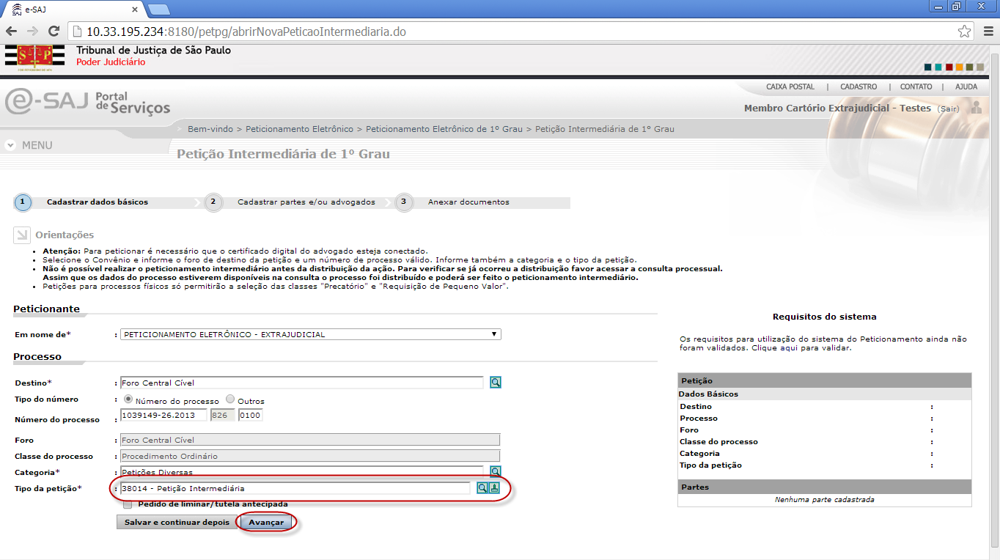 e-SAJ
10.33.195.234:8180/petpg/abrirNovaPeticaoIntermediaria.do
S P
Tribunal de Justiça de São Paulo
Poder Judiciário
CAIXA POSTAL | CADASTRO | CONTATO | AJUDA
e-SAJ Portal de Serviços
Membro Cartório Extrajudicial - Testes (Sair)
> Bem-vindo > Peticionamento Eletrônico > Peticionamento Eletrônico de 1º Grau > Petição Intermediária de 1º Grau
MENU
Petição Intermediária de 1º Grau
1 Cadastrar dados básicos 2 Cadastrar partes e/ou advogados 3 Anexar documentos
Orientações
• Atenção: Para peticionar é necessário que o certificado digital do advogado esteja conectado.
• Selecione o Convênio e informe o foro de destino da petição e um número de processo válido. Informe também a categoria e o tipo da petição.
• Não é possível realizar o peticionamento intermediário antes da distribuição da ação. Para verificar se já ocorreu a distribuição favor acessar a consulta processual.
Assim que os dados do processo estiverem disponíveis na consulta o processo foi distribuído e poderá ser feito o peticionamento intermediário.
• Petições para processos físicos só permitirão a seleção das classes "Precatório" e "Requisição de Pequeno Valor".
Peticionante
Em nome de* : PETICIONAMENTO ELETRÔNICO - EXTRAJUDICIAL
Processo
Destino* : Foro Central Cível
Tipo do número : Número do processo Outros
Número do processo : 1039149-26.2013 826 0100
Foro : Foro Central Cível
Classe do processo : Procedimento Ordinário
Categoria* : Petições Diversas
Tipo da petição* : 38014 - Petição Intermediária
Pedido de liminar/tutela antecipada
Salvar e continuar depois Avançar
Requisitos do sistema
Os requisitos para utilização do sistema do Peticionamento ainda não
foram validados. Clique aqui para validar.
Petição
Dados Básicos
Destino :
Processo :
Foro :
Classe do processo :
Categoria :
Tipo da petição :
Partes
Nenhuma parte cadastrada